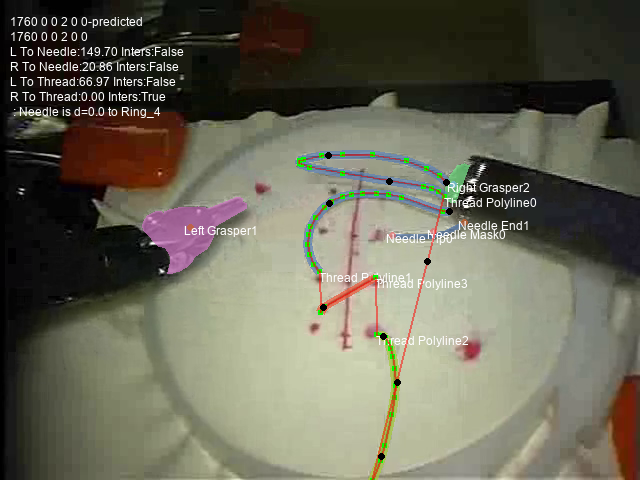 1760 0 0 2 0 0-predicted
1760 0 0 2 0 0
L To Needle:149.70 Inters:False
R To Needle:20.86 Inters:False
L To Thread:66.97 Inters:False
R To Thread:0.00 Inters:True
: Needle is d=0.0 to Ring_4
Right Grasper2
Thread Polyline0
Needle End1
Needle Mask0
Left Grasper1
Thread Polyline1
Thread Polyline3
Thread Polyline2